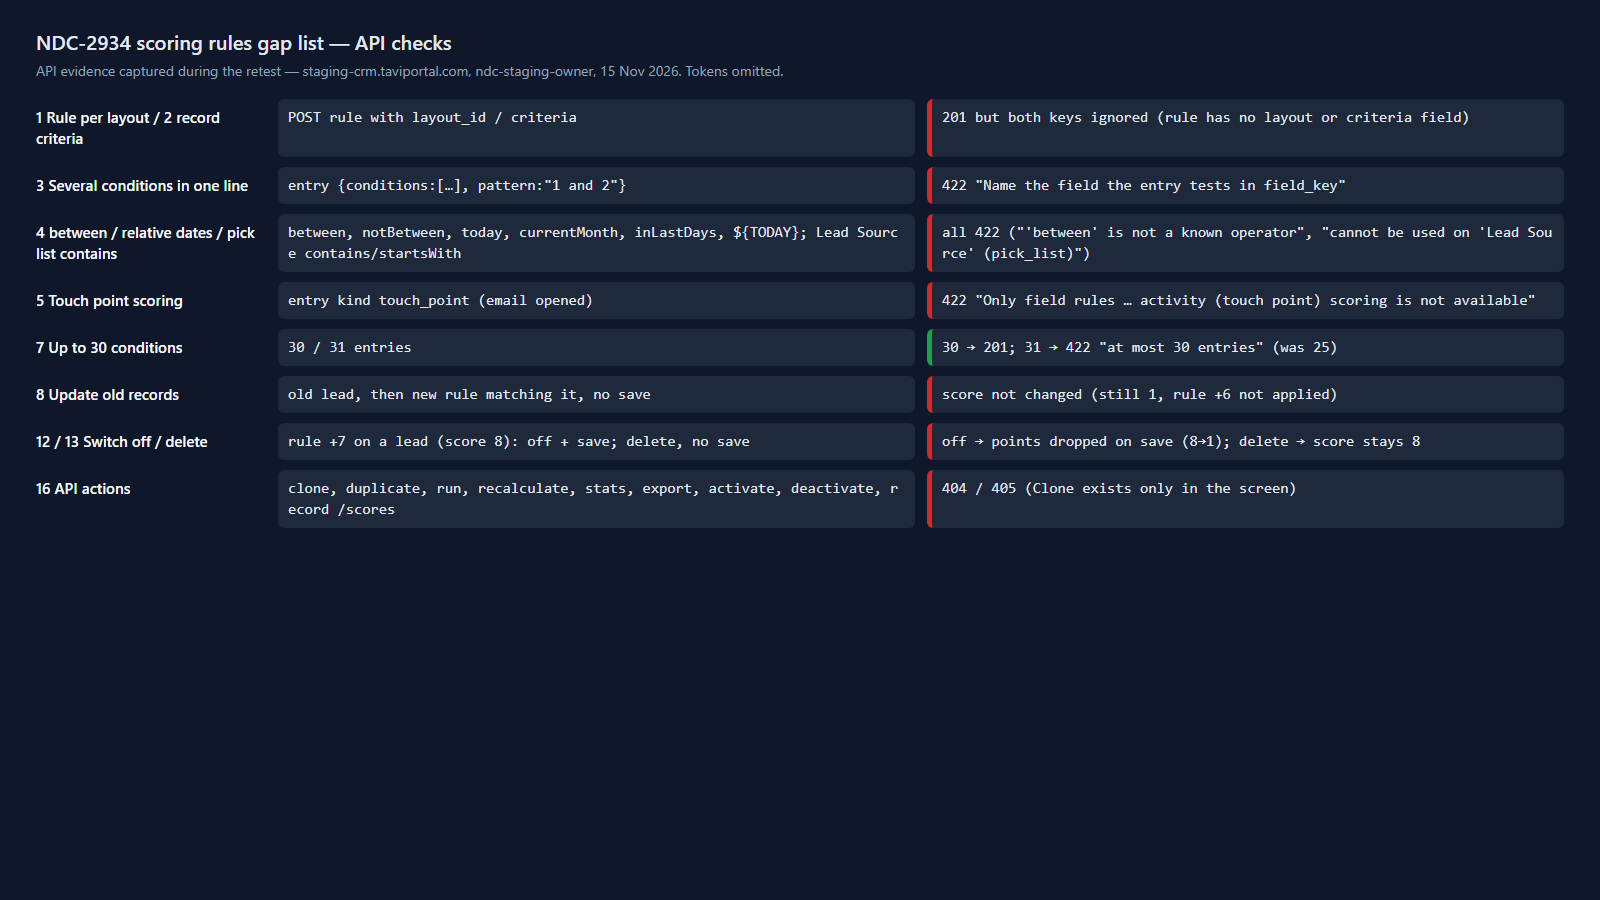 NDC-2934 scoring rules gap list — API checks
API evidence captured during the retest — staging-crm.taviportal.com, ndc-staging-owner, 15 Nov 2026. Tokens omitted.
1 Rule per layout / 2 record
criteria
POST rule with layout_id / criteria
201 but both keys ignored (rule has no layout or criteria field)
3 Several conditions in one line
entry {conditions:[…], pattern:"1 and 2"}
422 "Name the field the entry tests in field_key"
4 between / relative dates / pick
list contains
between, notBetween, today, currentMonth, inLastDays, ${TODAY}; Lead Sourc
e contains/startsWith
all 422 ("'between' is not a known operator", "cannot be used on 'Lead Sou
rce' (pick_list)")
5 Touch point scoring
entry kind touch_point (email opened)
422 "Only field rules … activity (touch point) scoring is not available"
7 Up to 30 conditions
30 / 31 entries
30 → 201; 31 → 422 "at most 30 entries" (was 25)
8 Update old records
old lead, then new rule matching it, no save
score not changed (still 1, rule +6 not applied)
12 / 13 Switch off / delete
rule +7 on a lead (score 8): off + save; delete, no save
off → points dropped on save (8→1); delete → score stays 8
16 API actions
clone, duplicate, run, recalculate, stats, export, activate, deactivate, r
ecord /scores
404 / 405 (Clone exists only in the screen)